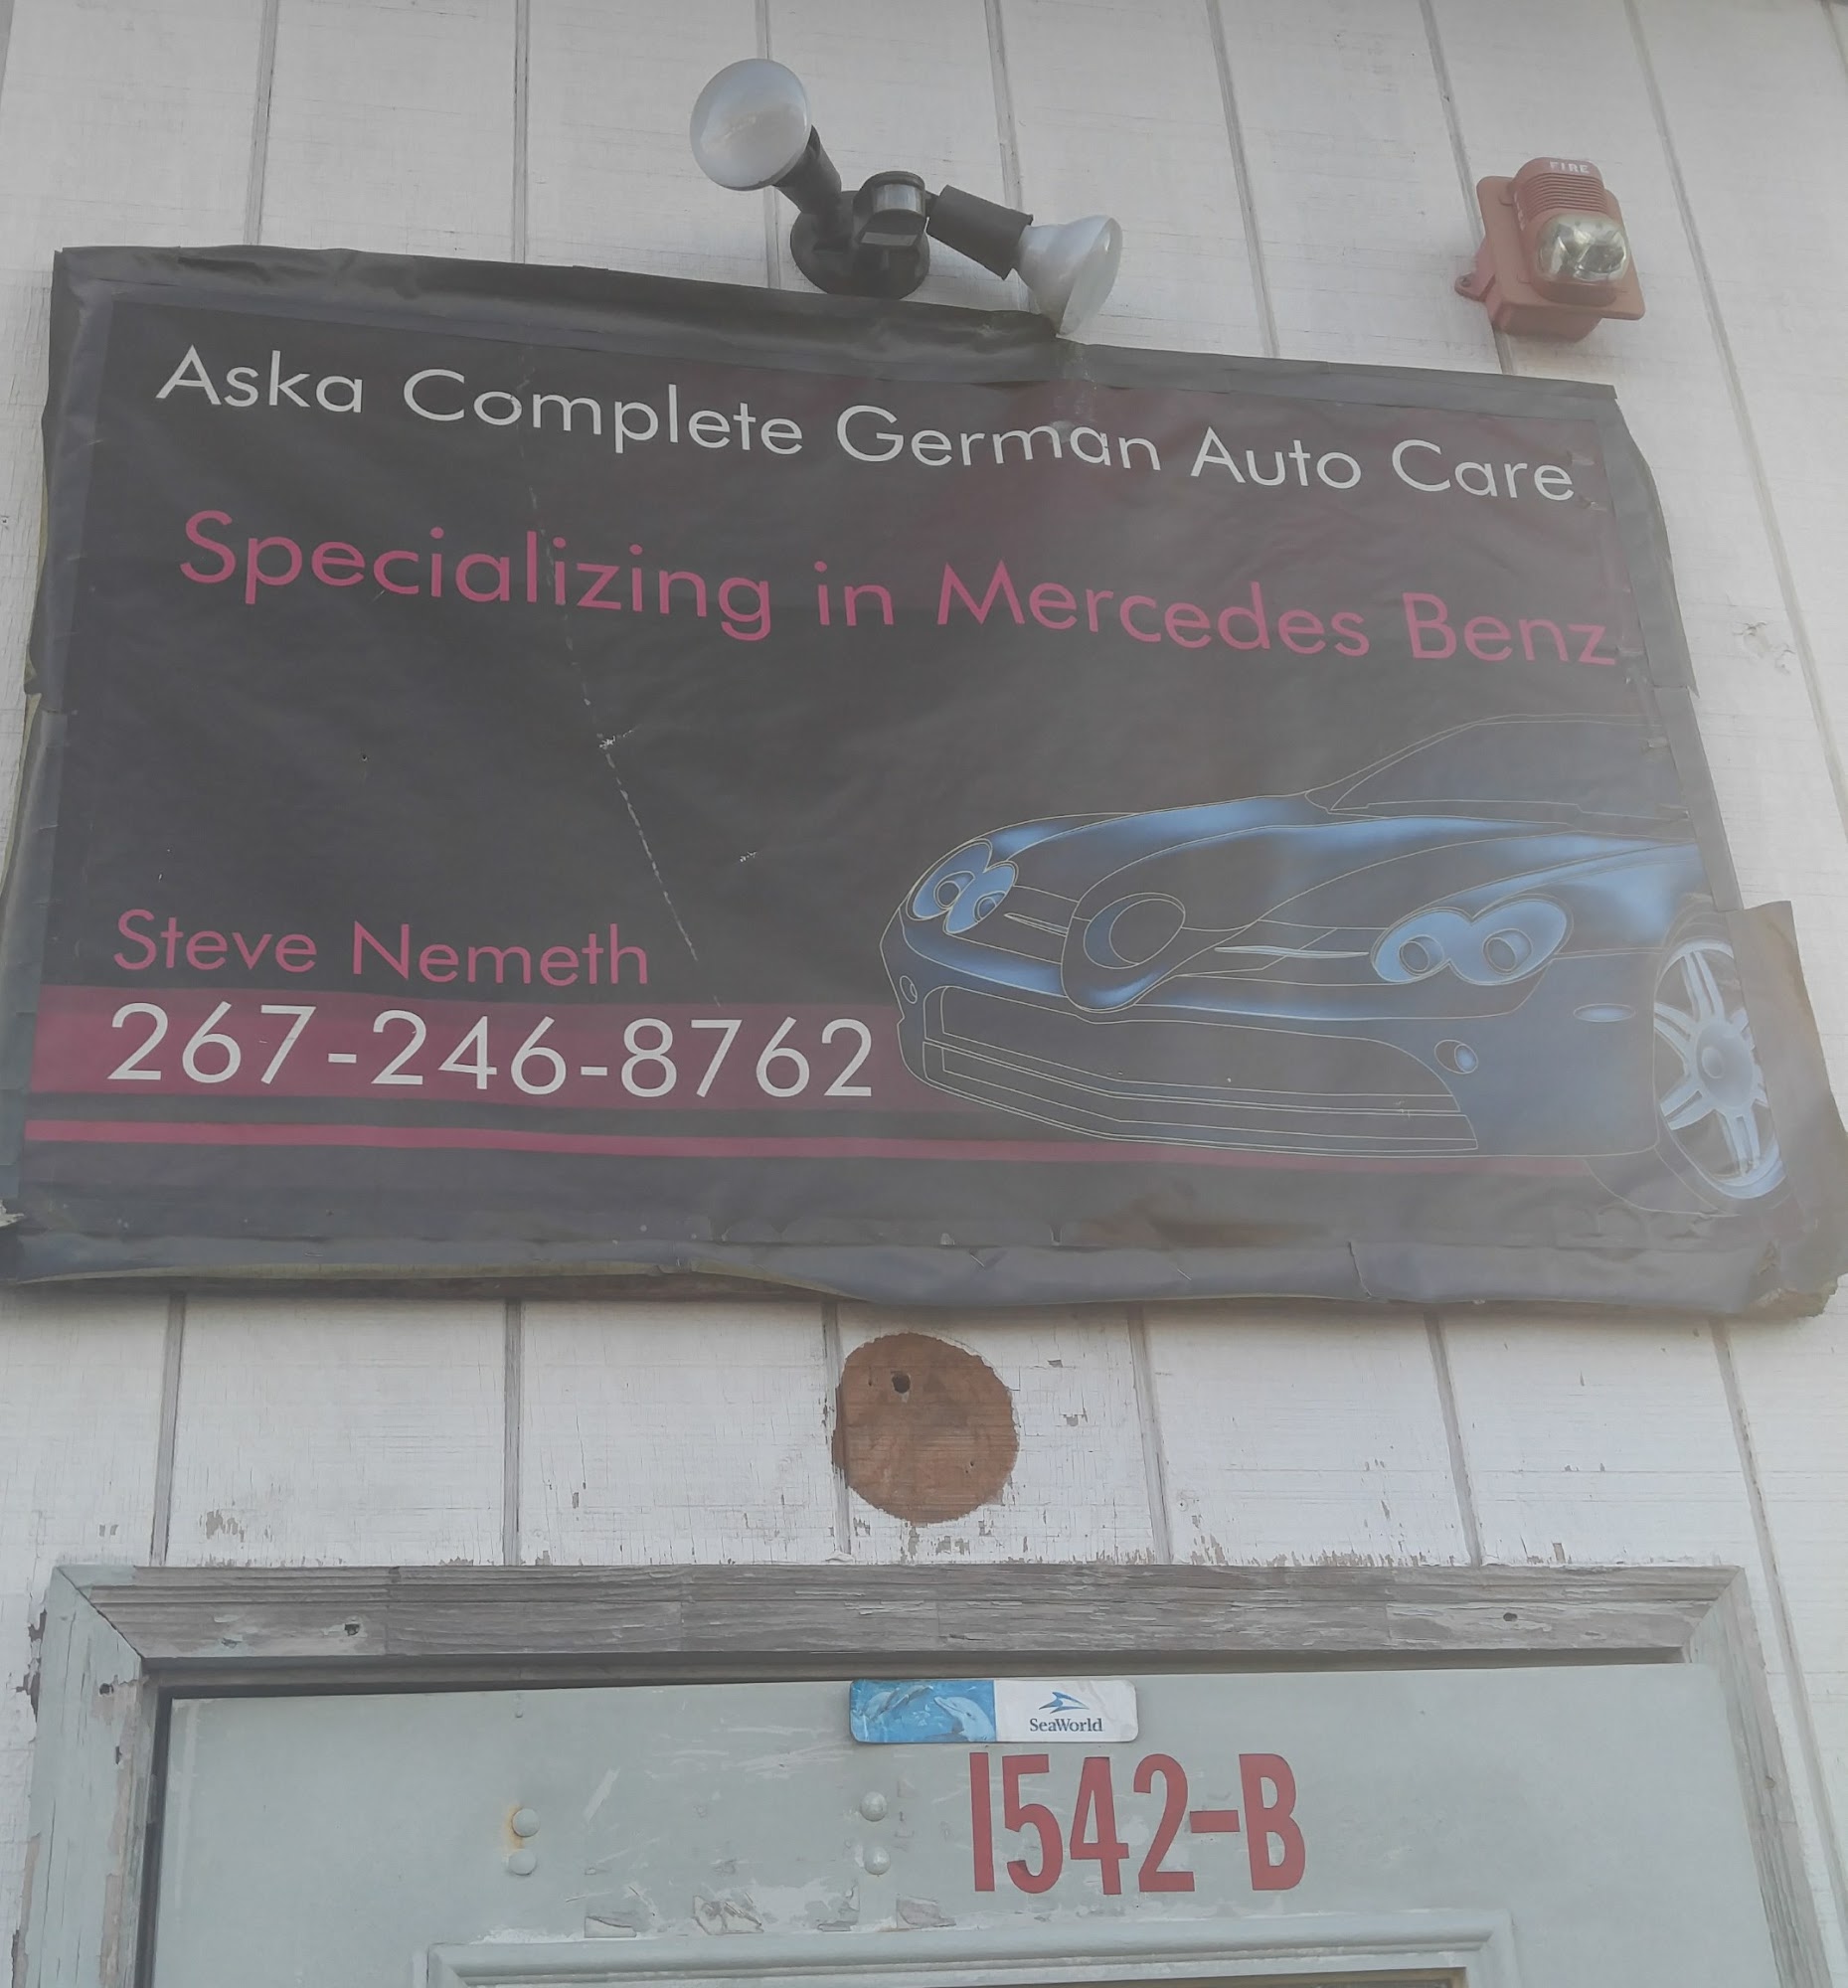 FIRE
Aska Complete German Auto Care
Specializing in Mercedes Benz
Steve Nemeth
267-246-8762
SeaWorld
1542-B